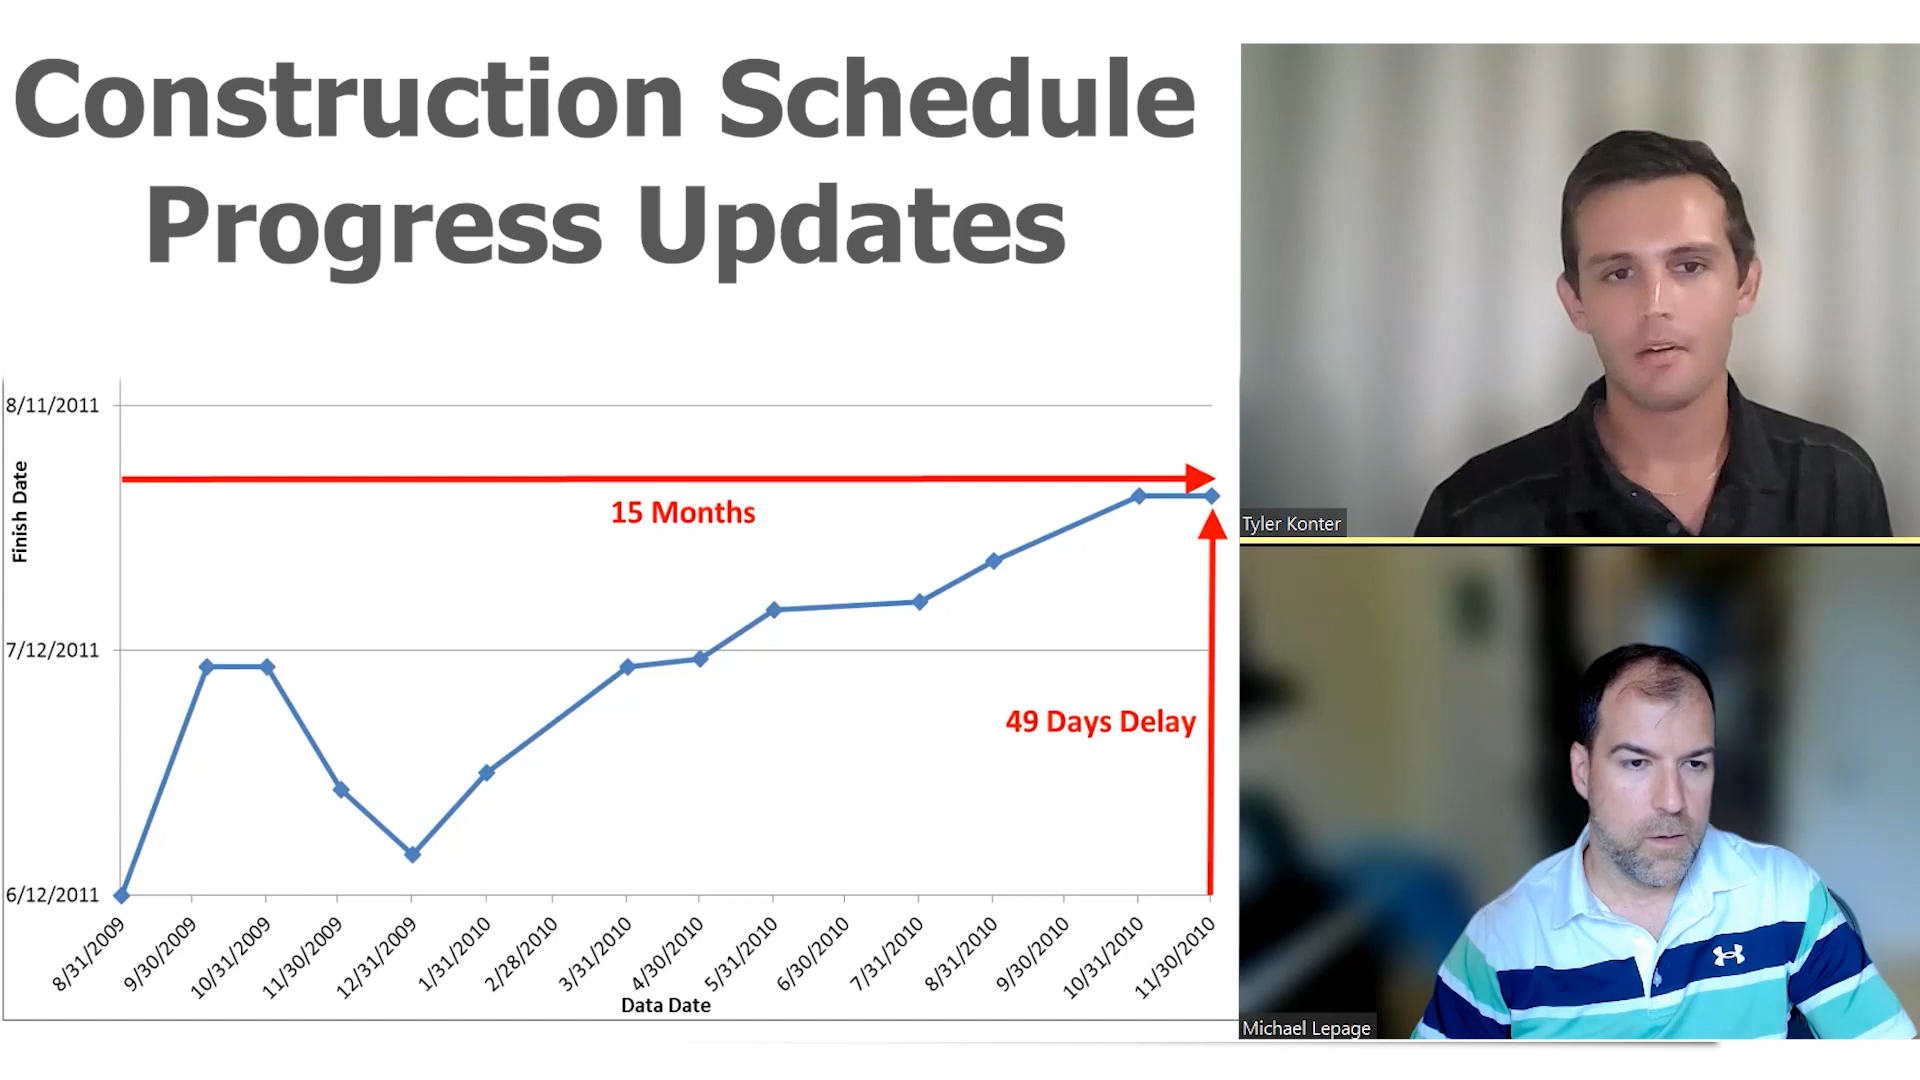 Construction Schedule
Progress Updates
8/11/2011
7/12/2011
6/12/2011
Finish Date
15 Months
49 Days Delay
8/31/2009
9/30/2009
10/31/2009
11/30/2009
12/31/2009
1/31/2010
2/28/2010
3/31/2010
4/30/2010
5/31/2010
6/30/2010
7/31/2010
8/31/2010
9/30/2010
10/31/2010
11/30/2010
Data Date
Tyler Konter
Michael Lepage